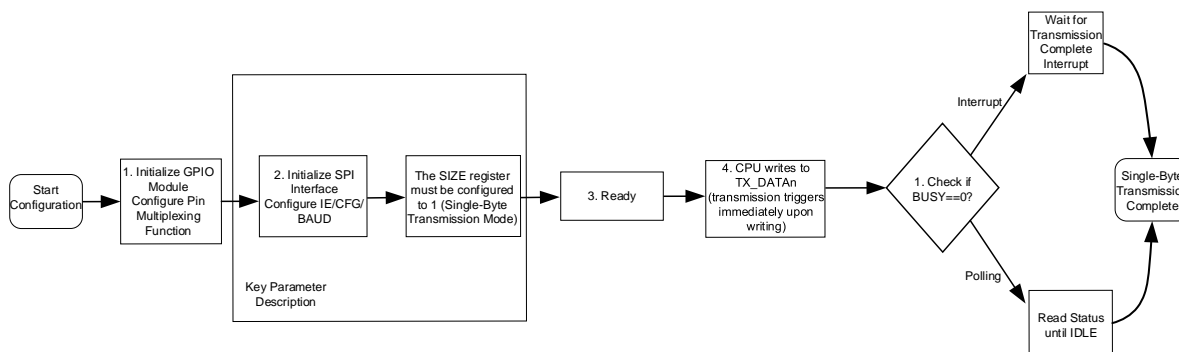 Start
Configuration
1. Initialize GPIO
Module
Configure Pin
Multiplexing
Function
2. Initialize SPI
Interface
Configure IE/CFG/
BAUD
The SIZE register
must be configured
to 1 (Single-Byte
Transmission Mode)
Key Parameter
Description
3. Ready
4. CPU writes to
TX_DATAn
(transmission triggers
immediately upon
writing)
1. Check if
BUSY==0?
Interrupt
Wait for
Transmission
Complete
Interrupt
Polling
Read Status
until IDLE
Single-Byte
Transmission
Complete